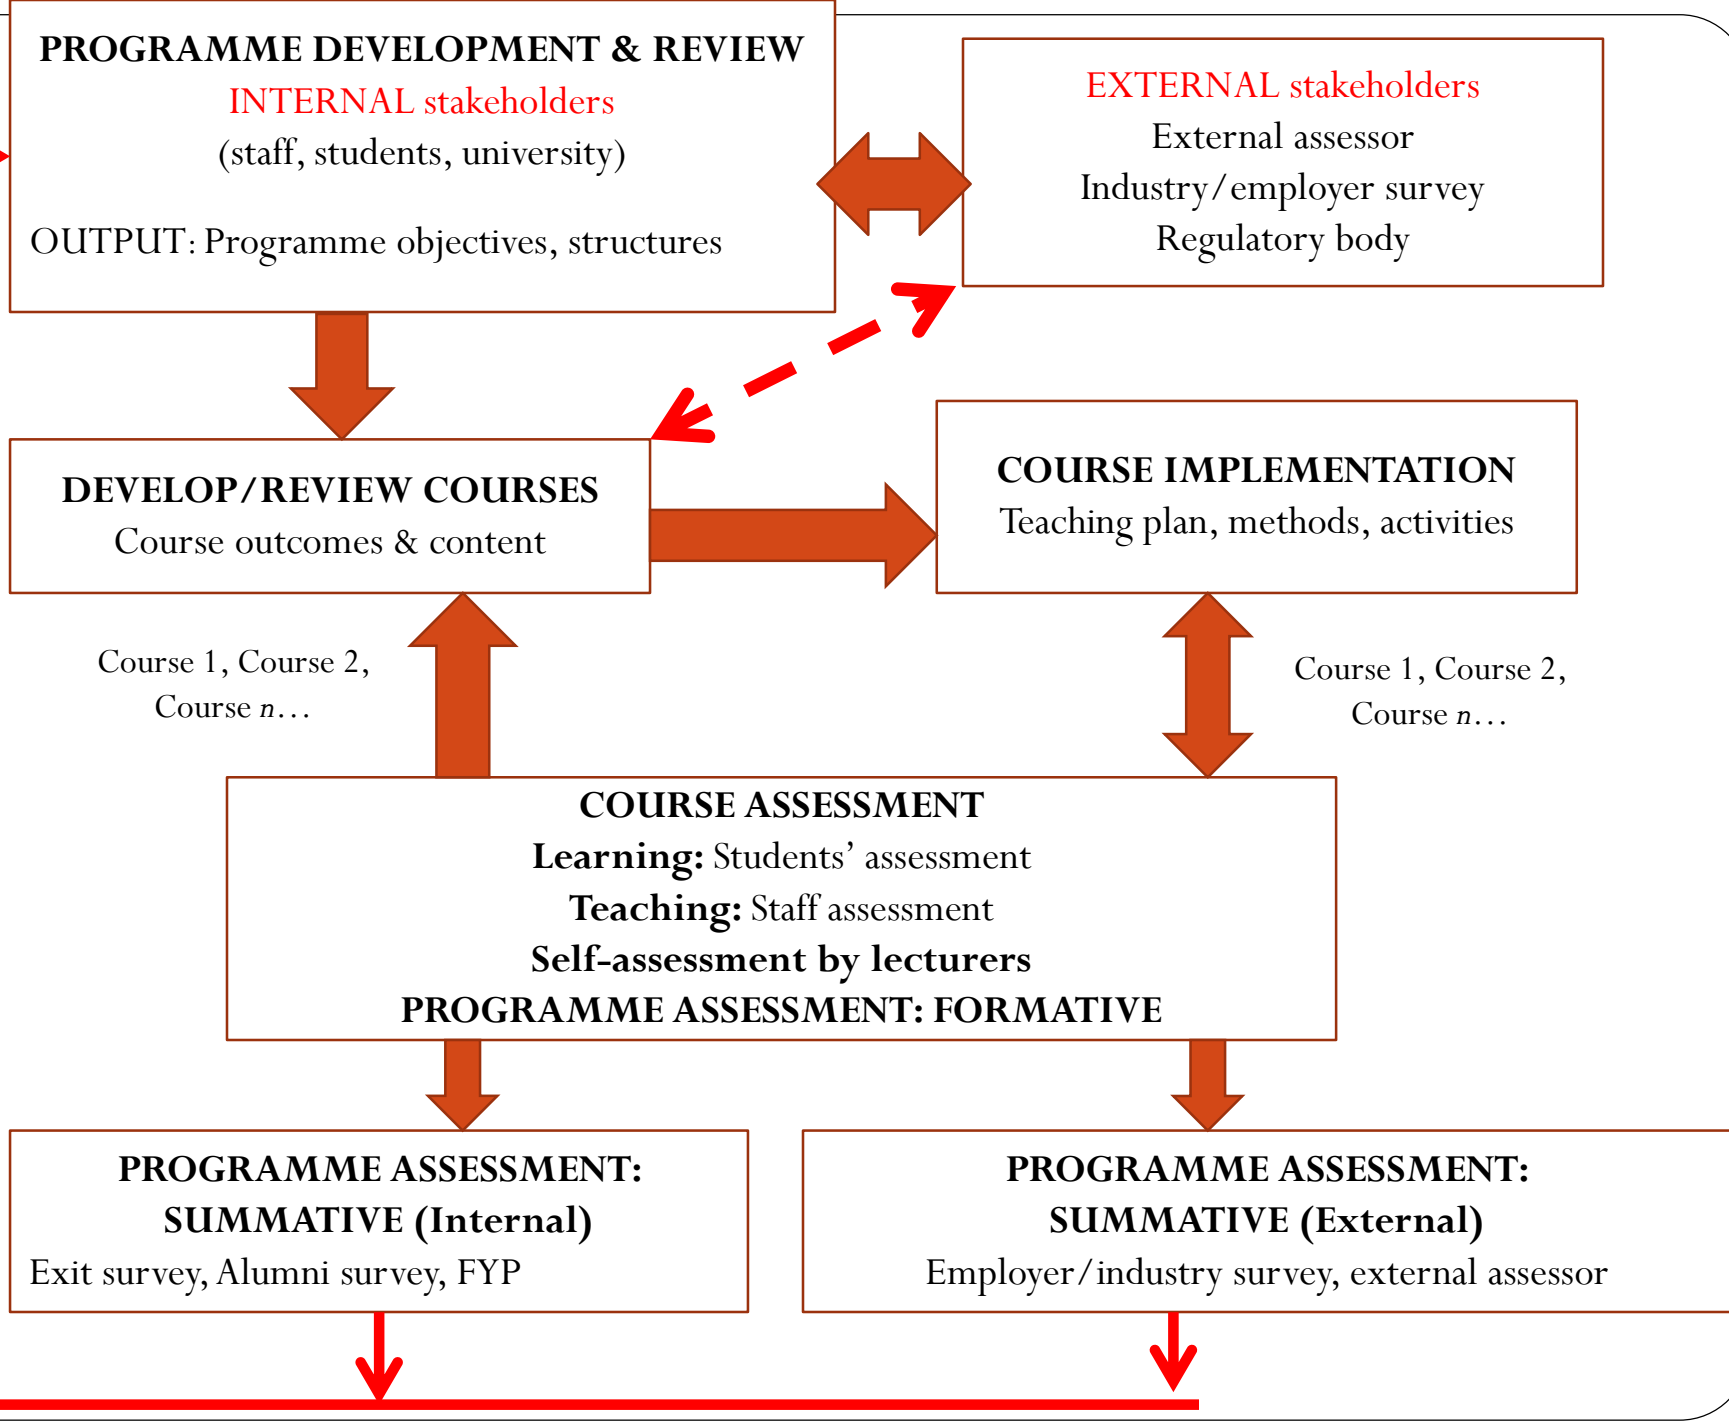 PROGRAMME DEVELOPMENT & REVIEW
INTERNAL stakeholders
(staff, students, university)
OUTPUT: Programme objectives, structures
EXTERNAL stakeholders
External assessor
Industry/employer survey
Regulatory body
DEVELOP/REVIEW COURSES
Course outcomes & content
COURSE IMPLEMENTATION
Teaching plan, methods, activities
Course 1, Course 2,
Course n…
Course 1, Course 2,
Course n…
COURSE ASSESSMENT
Learning: Students’ assessment
Teaching: Staff assessment
Self-assessment by lecturers
PROGRAMME ASSESSMENT: FORMATIVE
PROGRAMME ASSESSMENT:
SUMMATIVE (Internal)
Exit survey, Alumni survey, FYP
PROGRAMME ASSESSMENT:
SUMMATIVE (External)
Employer/industry survey, external assessor